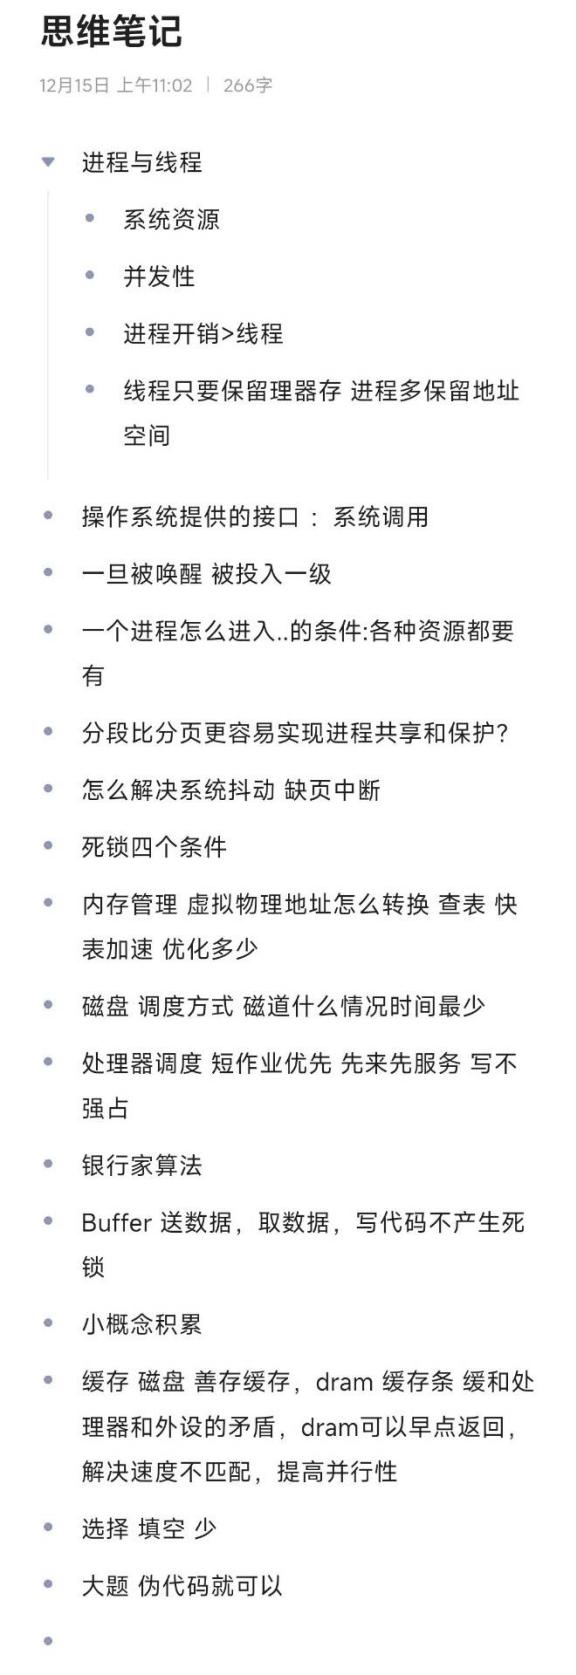 思维笔记
12月15日 上午11:02 | 266字
进程与线程
系统资源
并发性
进程开销>线程
线程只要保留理器存 进程多保留地址
空间
操作系统提供的接口 ：系统调用
一旦被唤醒 被投入一级
一个进程怎么进入..的条件:各种资源都要
有
分段比分页更容易实现进程共享和保护?
怎么解决系统抖动 缺页中断
死锁四个条件
内存管理 虚拟物理地址怎么转换 查表 快
表加速 优化多少
磁盘 调度方式 磁道什么情况时间最少
处理器调度 短作业优先 先来先服务 写不
强占
银行家算法
Buffer 送数据，取数据，写代码不产生死
锁
小概念积累
缓存 磁盘 善存缓存，dram 缓存条 缓和处
理器和外设的矛盾，dram可以早点返回，
解决速度不匹配，提高并行性
选择 填空 少
大题 伪代码就可以